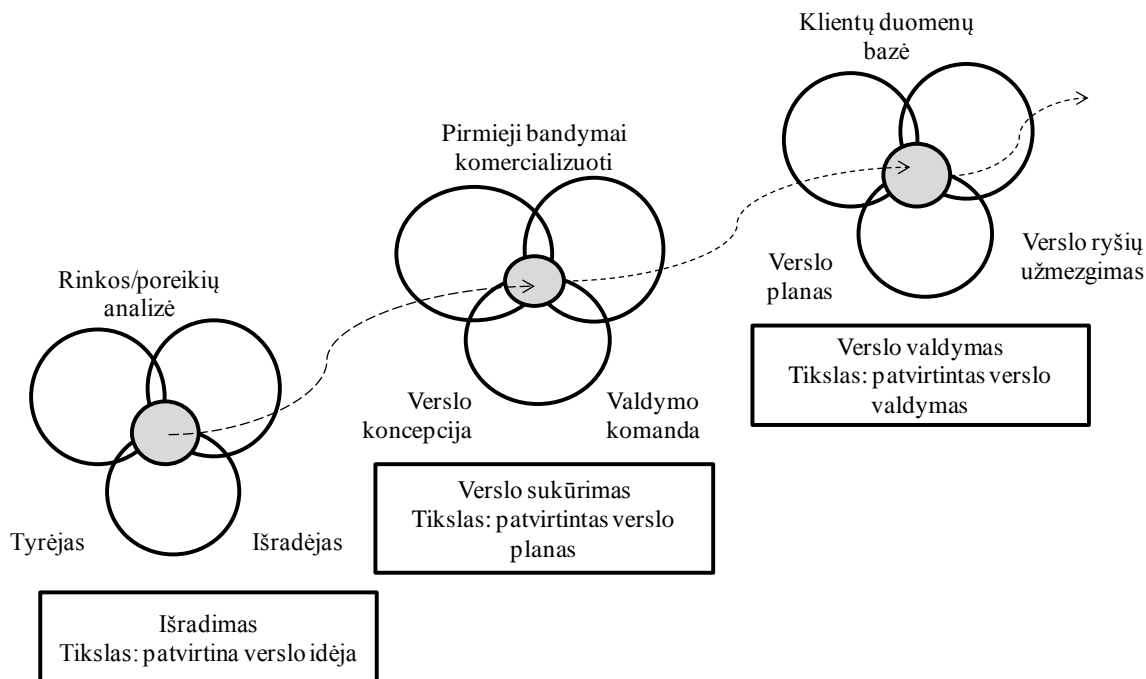 Klientų duomenų
bazė
Pirmieji bandymai
komercializuoti
Verslo ryšių
užmezgimas
Verslo
planas
Rinkos/poreikių
analizė
Verslo valdymas
Tikslas: patvirtintas verslo
valdymas
Verslo
koncepcija
Valdymo
komanda
Verslo sukūrimas
Tikslas: patvirtintas verslo
planas
Tyrėjas
Išradėjas
Išradimas
Tikslas: patvirtina verslo idėja